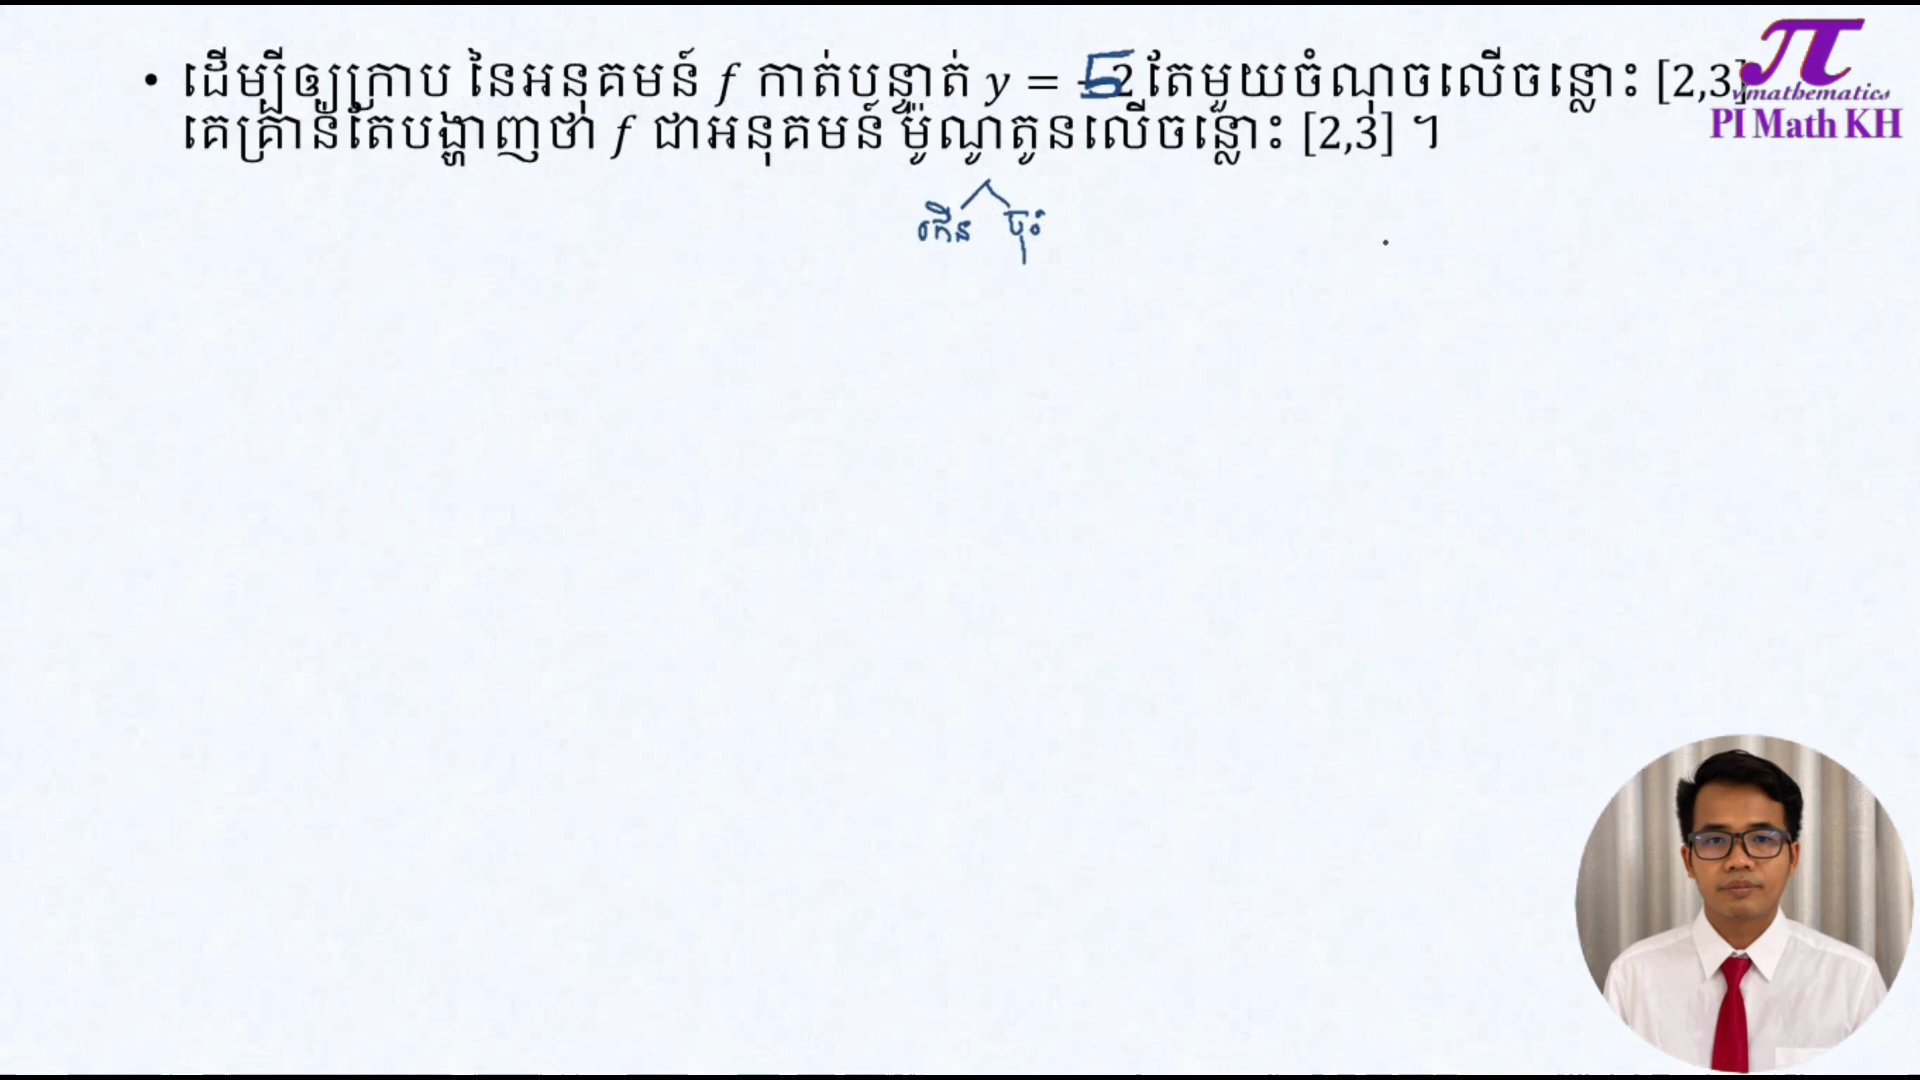 • ដើម្បីឲ្យក្រាប នៃអនុគមន៍ f កាត់បន្ទាត់ y = 5 តែមួយចំណុចលើចន្លោះ [2,3]
គេគ្រាន់តែបង្ហាញថា f ជាអនុគមន៍ ម៉ូណូតូនលើចន្លោះ [2,3] ។
កើន ចុះ
π
mathematics
PI Math KH